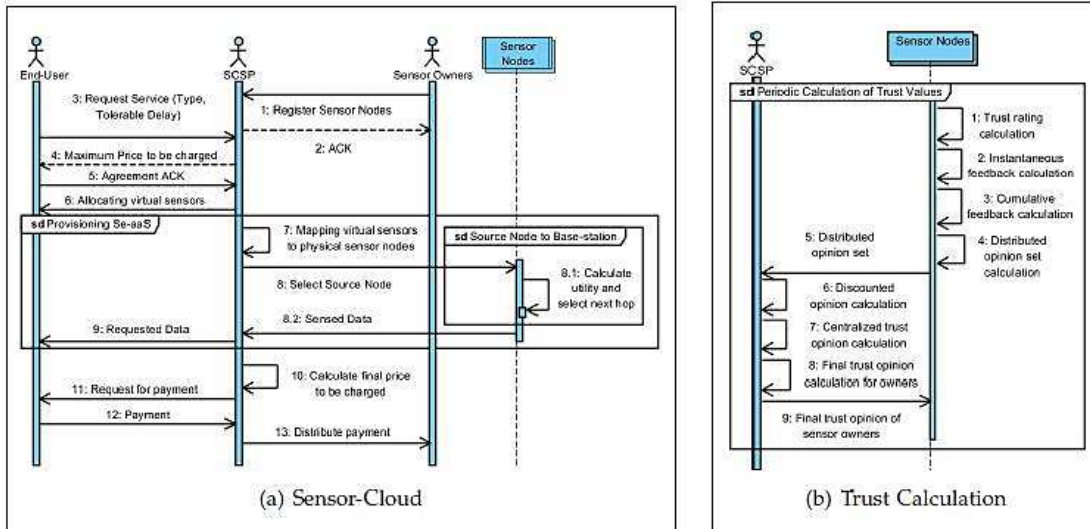 End-User
SCSP
Sensor Owners
Sensor
Nodes
3: Request Service (Type,
Tolerable Delay)
1: Register Sensor Nodes
2: ACK
4: Maximum Price to be charged
5: Agreement ACK
6: Allocating virtual sensors
sd Provisioning Se-aaS
7: Mapping virtual sensors
to physical sensor nodes
sd Source Node to Base-station
8: Select Source Node
8.1: Calculate
utility and
select next hop
8.2: Sensed Data
9: Requested Data
10: Calculate final price
to be charged
11: Request for payment
12: Payment
13: Distribute payment
(a) Sensor-Cloud
SCSP
Sensor Nodes
sd Periodic Calculation of Trust Values
1: Trust rating
calculation
2: Instantaneous
feedback calculation
3: Cumulative
feedback calculation
4: Distributed
opinion set
calculation
5: Distributed
opinion set
6: Discounted
opinion calculation
7: Centralized trust
opinion calculation
8: Final trust opinion
calculation for owners
9: Final trust opinion of
sensor owners
(b) Trust Calculation